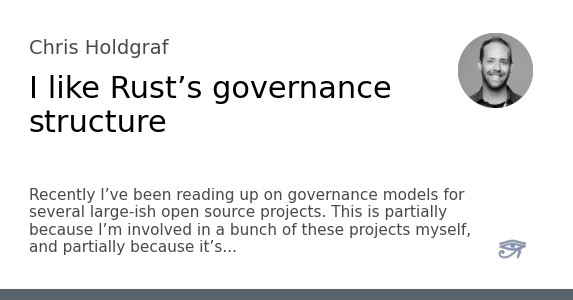 Chris Holdgraf
I like Rust’s governance
structure
Recently I’ve been reading up on governance models for
several large-ish open source projects. This is partially
because I’m involved in a bunch of these projects myself,
and partially because it’s...